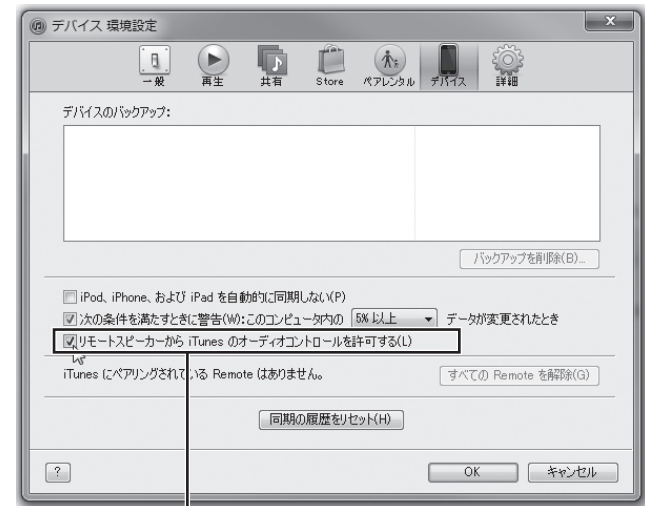 デバイス 環境設定
一般 再生 共有 Store ペアレンタル デバイス 詳細
デバイスのバックアップ:
バックアップを削除(B)...
iPod、iPhone、および iPad を自動的に同期しない(P)
次の条件を満たすときに警告(W):このコンピュータ内の 5% 以上 データが変更されたとき
リモートスピーカーから iTunes のオーディオコントロールを許可する(L)
iTunes にペアリングされている Remote はありません。 すべての Remote を解除(G)
同期の履歴をリセット(H)
? OK キャンセル